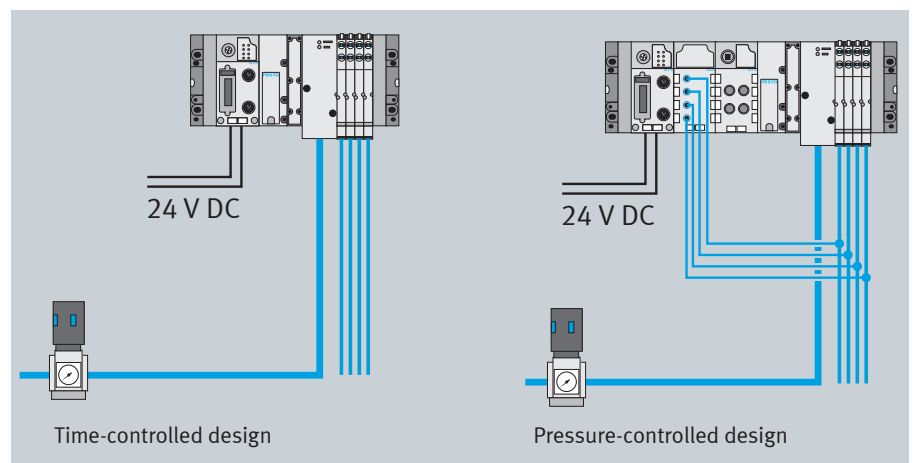 24 V DC
24 V DC
Time-controlled design
Pressure-controlled design